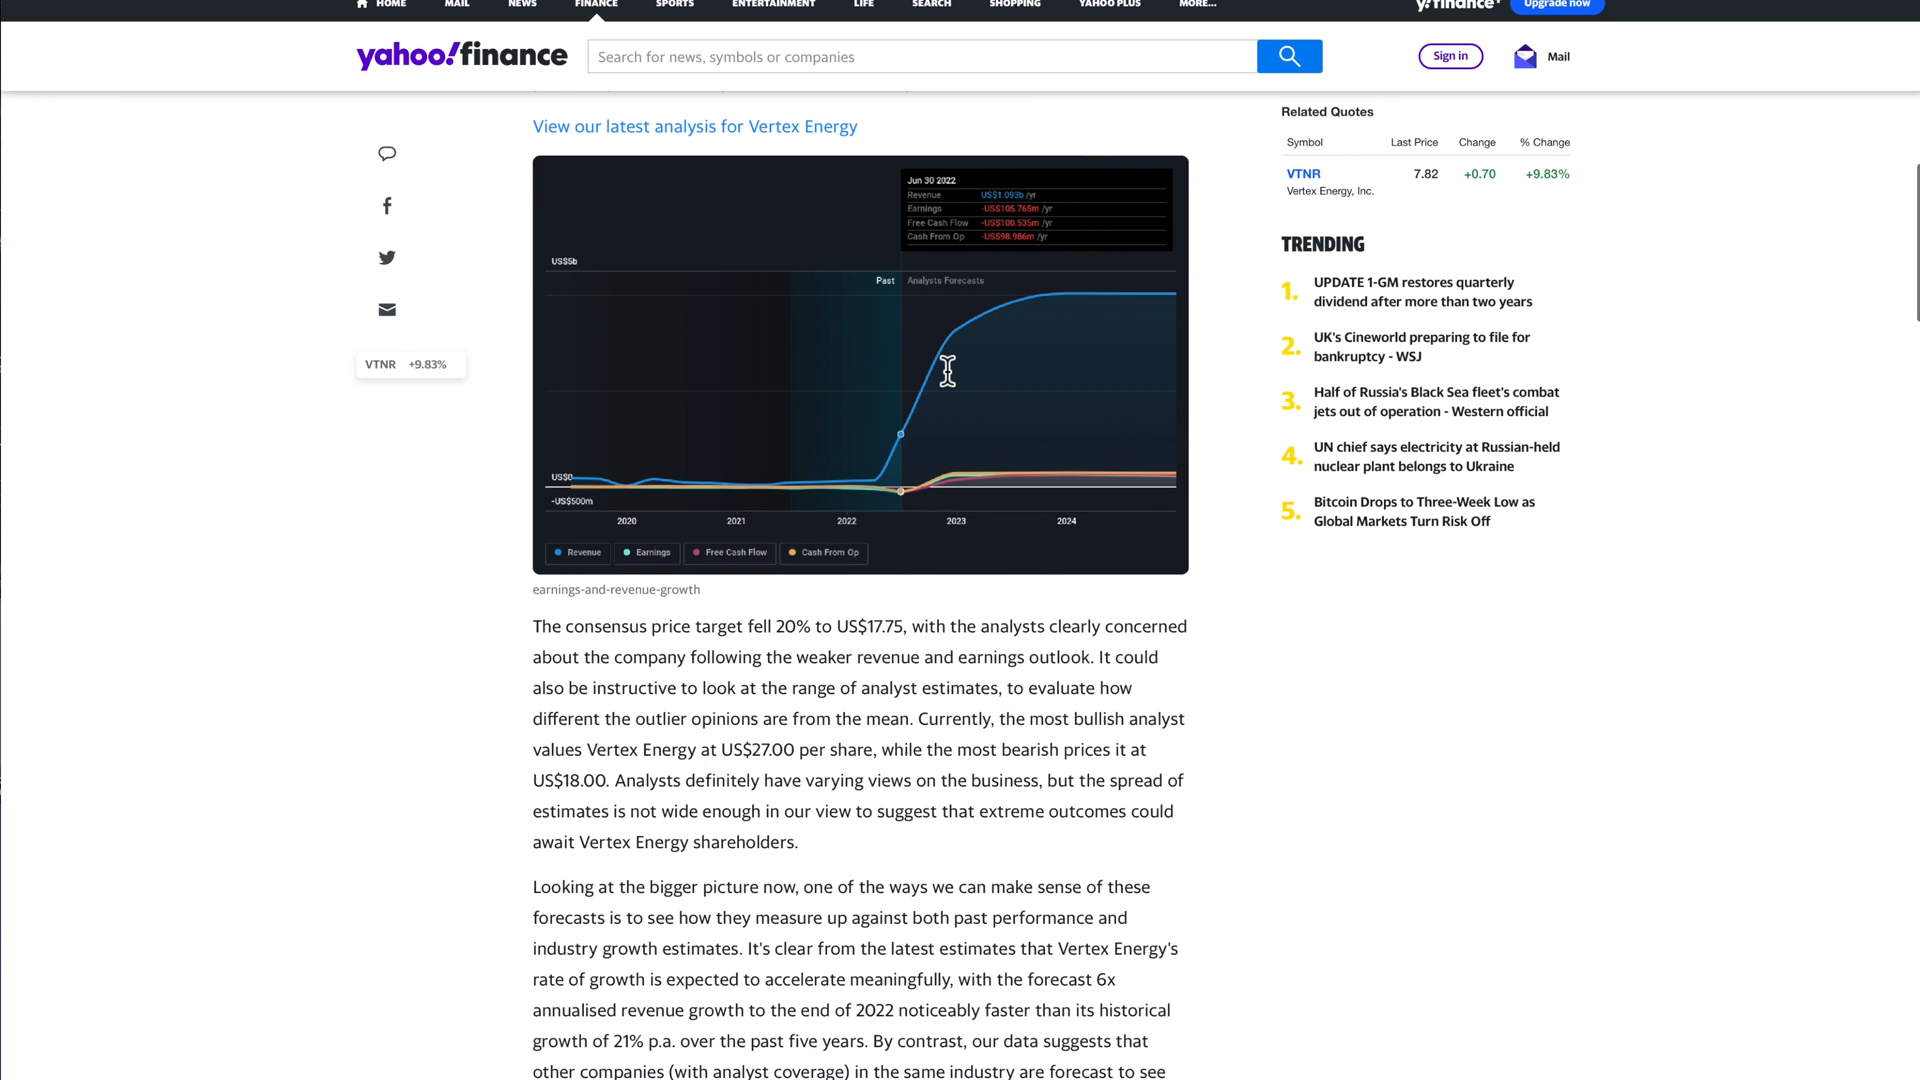 HOME MAIL NEWS FINANCE SPORTS ENTERTAINMENT LIFE SEARCH SHOPPING YAHOO PLUS MORE...
y!finance+ Upgrade now
yahoo!finance
Search for news, symbols or companies
Sign in
Mail
View our latest analysis for Vertex Energy
VTNR +9.83%
Jun 30 2022
Revenue US$1.093b /yr
Earnings -US$105.765m /yr
Free Cash Flow -US$100.535m /yr
Cash From Op -US$98.986m /yr
US$5b
Past Analysts Forecasts
US$0
-US$500m
2020 2021 2022 2023 2024
Revenue Earnings Free Cash Flow Cash From Op
earnings-and-revenue-growth
The consensus price target fell 20% to US$17.75, with the analysts clearly concerned
about the company following the weaker revenue and earnings outlook. It could
also be instructive to look at the range of analyst estimates, to evaluate how
different the outlier opinions are from the mean. Currently, the most bullish analyst
values Vertex Energy at US$27.00 per share, while the most bearish prices it at
US$18.00. Analysts definitely have varying views on the business, but the spread of
estimates is not wide enough in our view to suggest that extreme outcomes could
await Vertex Energy shareholders.
Looking at the bigger picture now, one of the ways we can make sense of these
forecasts is to see how they measure up against both past performance and
industry growth estimates. It's clear from the latest estimates that Vertex Energy's
rate of growth is expected to accelerate meaningfully, with the forecast 6x
annualised revenue growth to the end of 2022 noticeably faster than its historical
growth of 21% p.a. over the past five years. By contrast, our data suggests that
other companies (with analyst coverage) in the same industry are forecast to see
Related Quotes
Symbol Last Price Change % Change
VTNR 7.82 +0.70 +9.83%
Vertex Energy, Inc.
TRENDING
1. UPDATE 1-GM restores quarterly
dividend after more than two years
2. UK's Cineworld preparing to file for
bankruptcy - WSJ
3. Half of Russia's Black Sea fleet's combat
jets out of operation - Western official
4. UN chief says electricity at Russian-held
nuclear plant belongs to Ukraine
5. Bitcoin Drops to Three-Week Low as
Global Markets Turn Risk Off